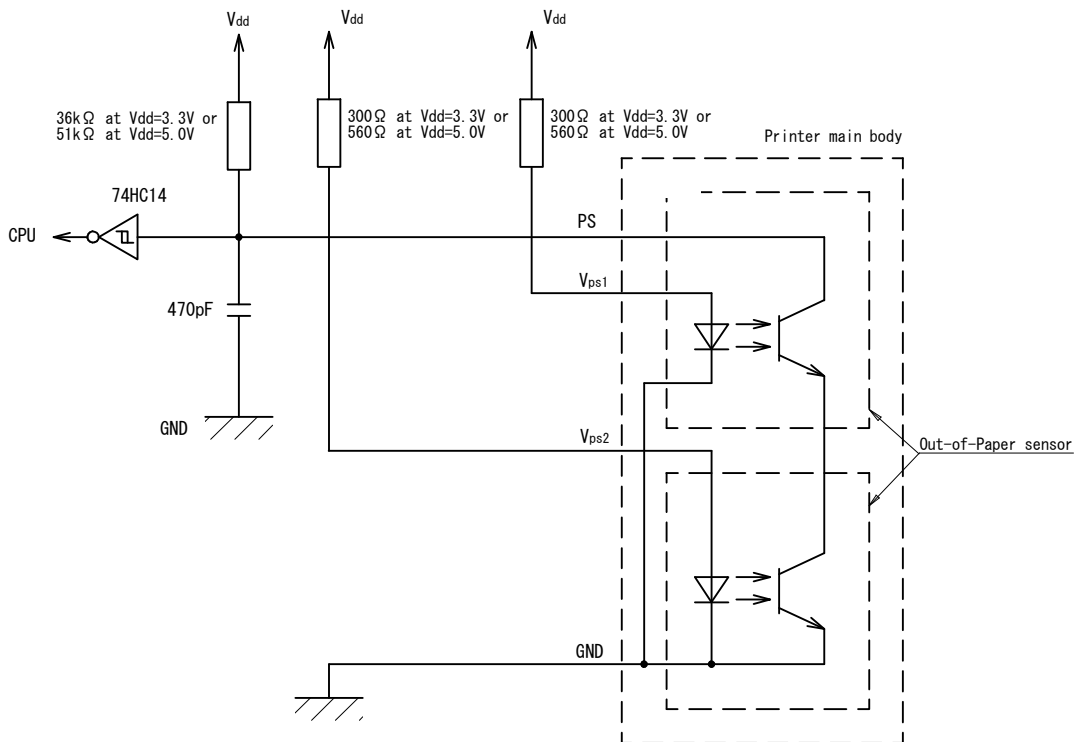 Vdd
Vdd
Vdd
36kΩ at Vdd=3.3V or
51kΩ at Vdd=5.0V
300Ω at Vdd=3.3V or
560Ω at Vdd=5.0V
300Ω at Vdd=3.3V or
560Ω at Vdd=5.0V
Printer main body
74HC14
CPU
PS
Vps1
470pF
GND
Vps2
Out-of-Paper sensor
GND